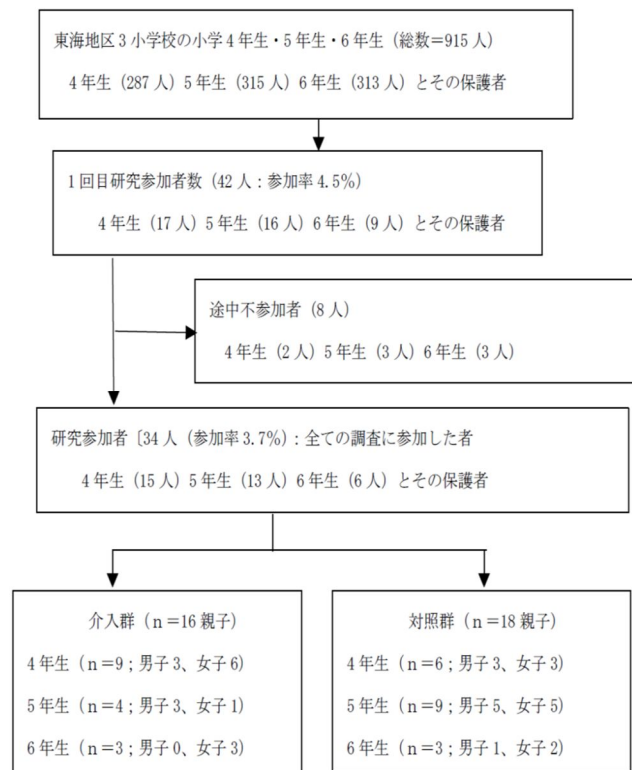 東海地区3小学校の小学4年生・5年生・6年生（総数=915人）
4年生（287人）5年生（315人）6年生（313人）とその保護者
1回目研究参加者数（42人：参加率4.5%）
4年生（17人）5年生（16人）6年生（9人）とその保護者
途中不参加者（8人）
4年生（2人）5年生（3人）6年生（3人）
研究参加者〔34人（参加率3.7%）：全ての調査に参加した者
4年生（15人）5年生（13人）6年生（6人）とその保護者
介入群（n=16親子）
4年生（n=9；男子3、女子6）
5年生（n=4；男子3、女子1）
6年生（n=3；男子0、女子3）
対照群（n=18親子）
4年生（n=6；男子3、女子3）
5年生（n=9；男子5、女子5）
6年生（n=3；男子1、女子2）